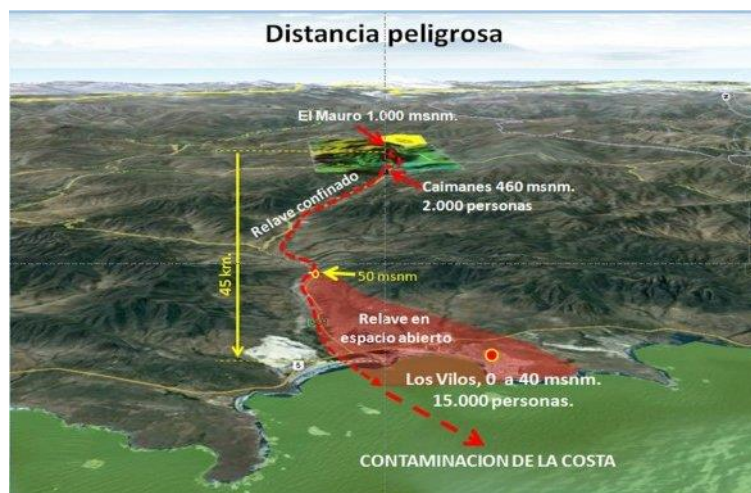 Distancia peligrosa
El Mauro 1.000 msnm.
Caimanes 460 msnm.
2.000 personas
Relave confinado
45 km.
50 msnm
Relave en
espacio abierto
5
Los Vilos, 0 a 40 msnm.
15.000 personas.
CONTAMINACION DE LA COSTA